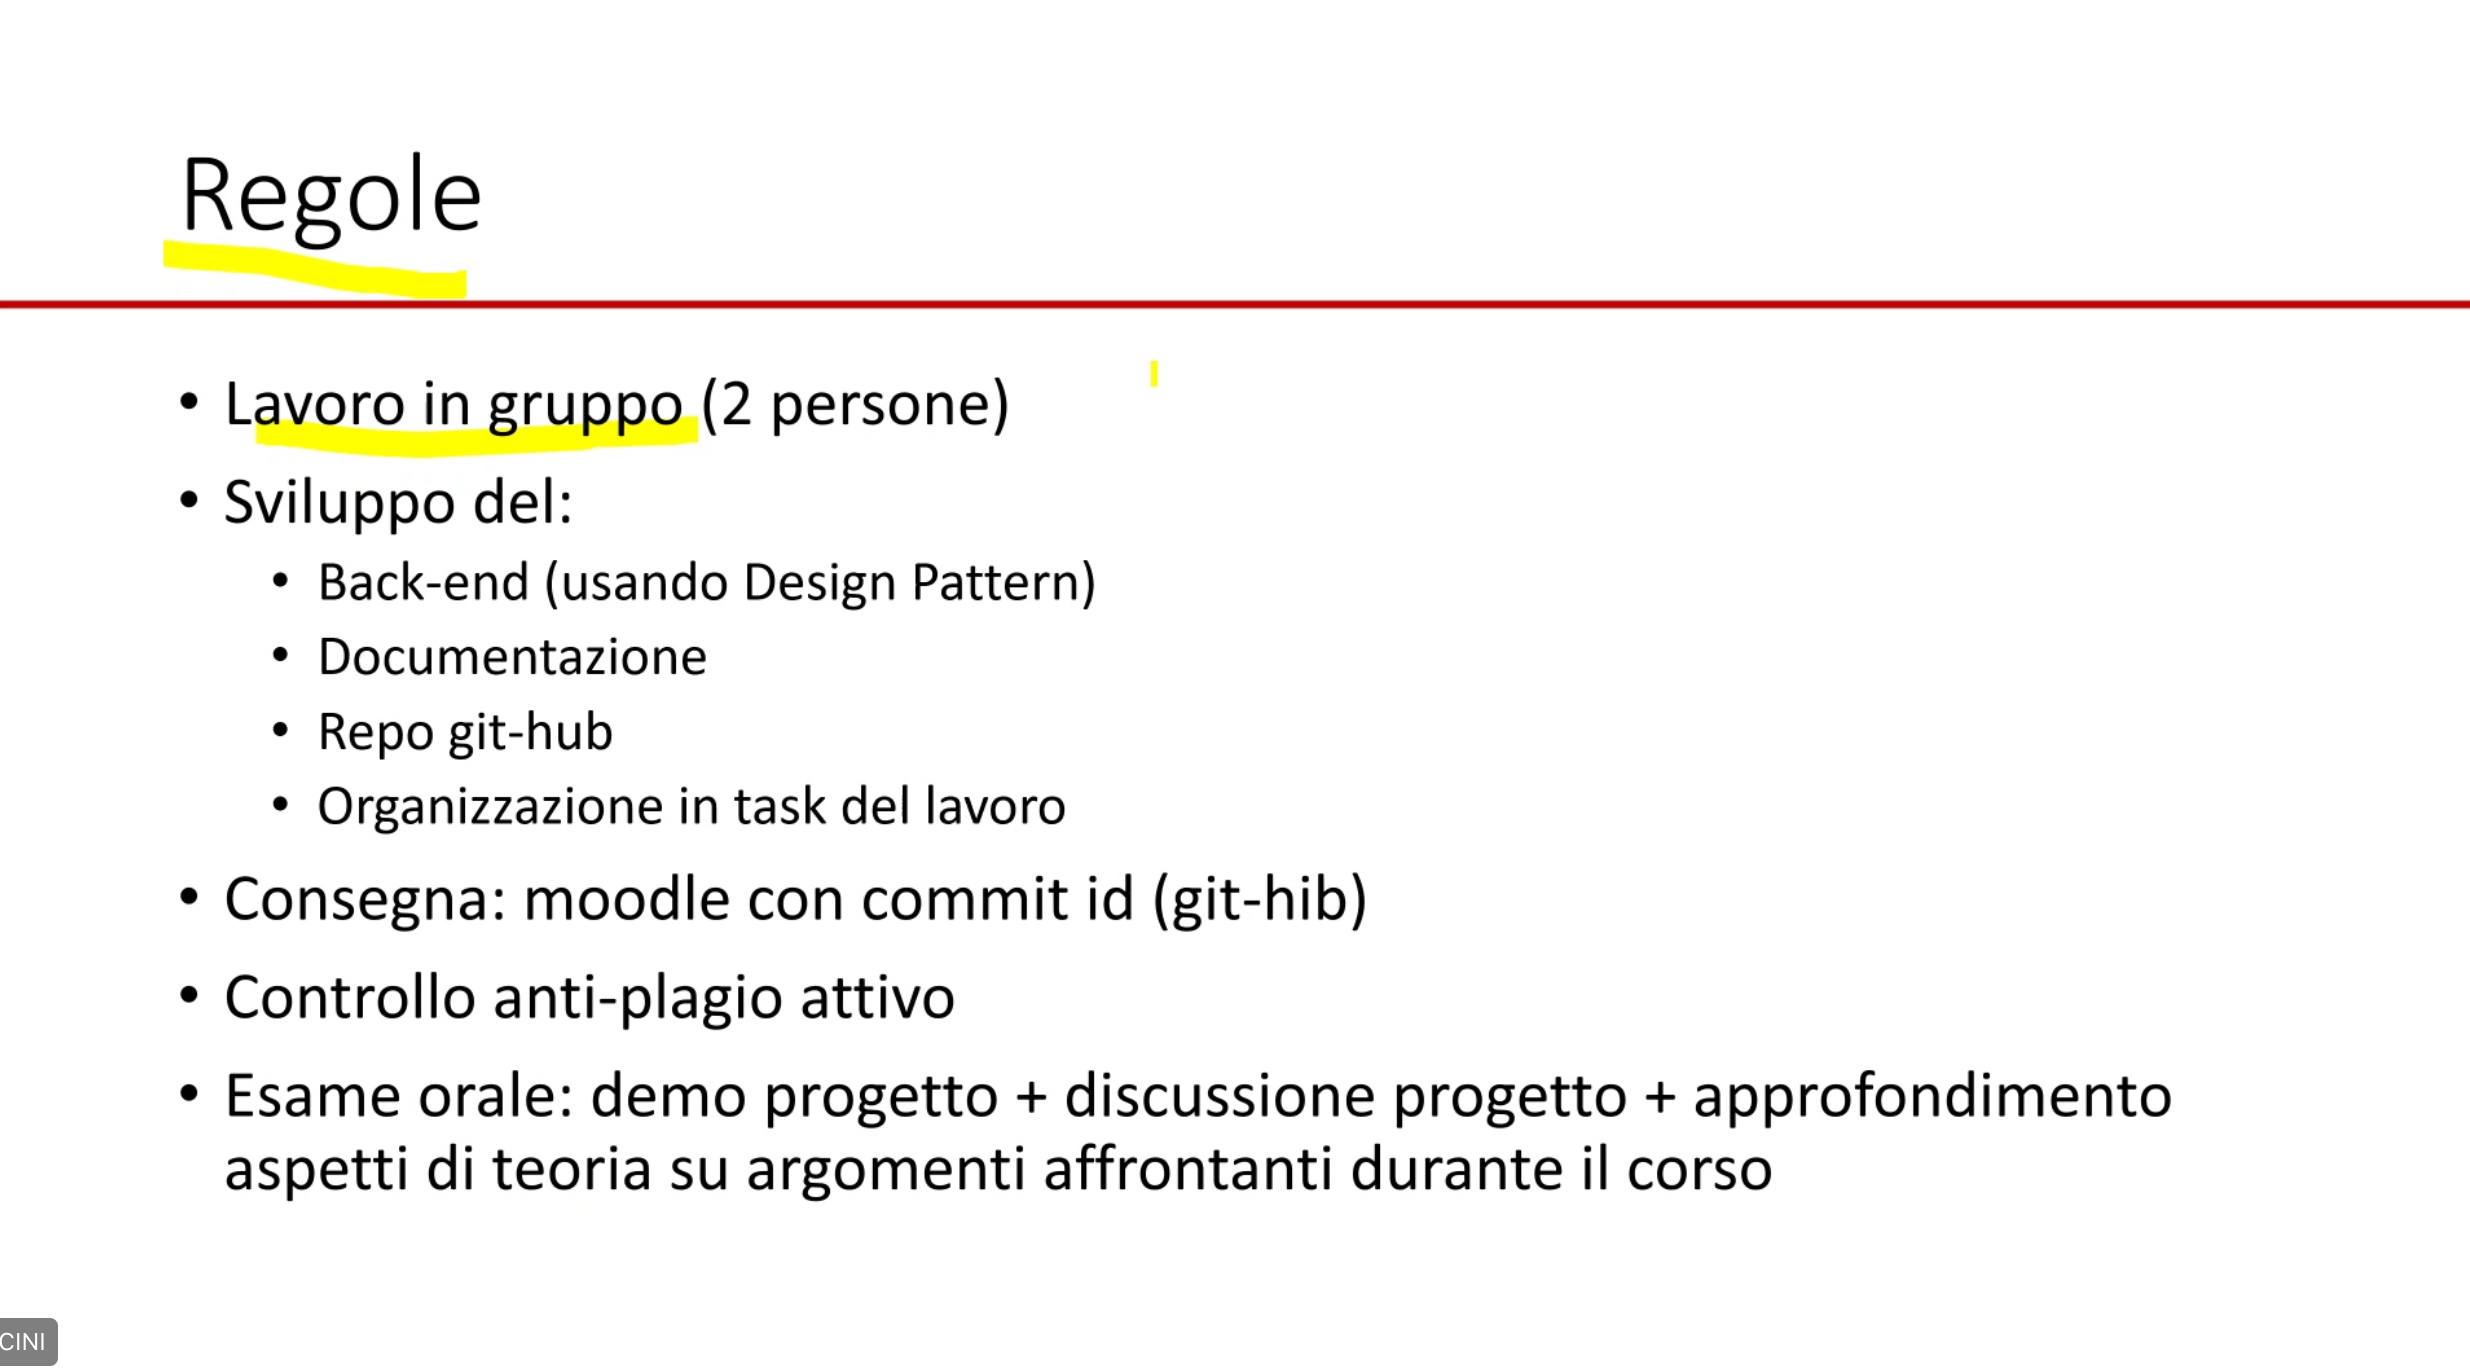 Regole
• Lavoro in gruppo (2 persone)
• Sviluppo del:
• Back-end (usando Design Pattern)
• Documentazione
• Repo git-hub
• Organizzazione in task del lavoro
• Consegna: moodle con commit id (git-hib)
• Controllo anti-plagio attivo
• Esame orale: demo progetto + discussione progetto + approfondimento
aspetti di teoria su argomenti affrontanti durante il corso
CINI